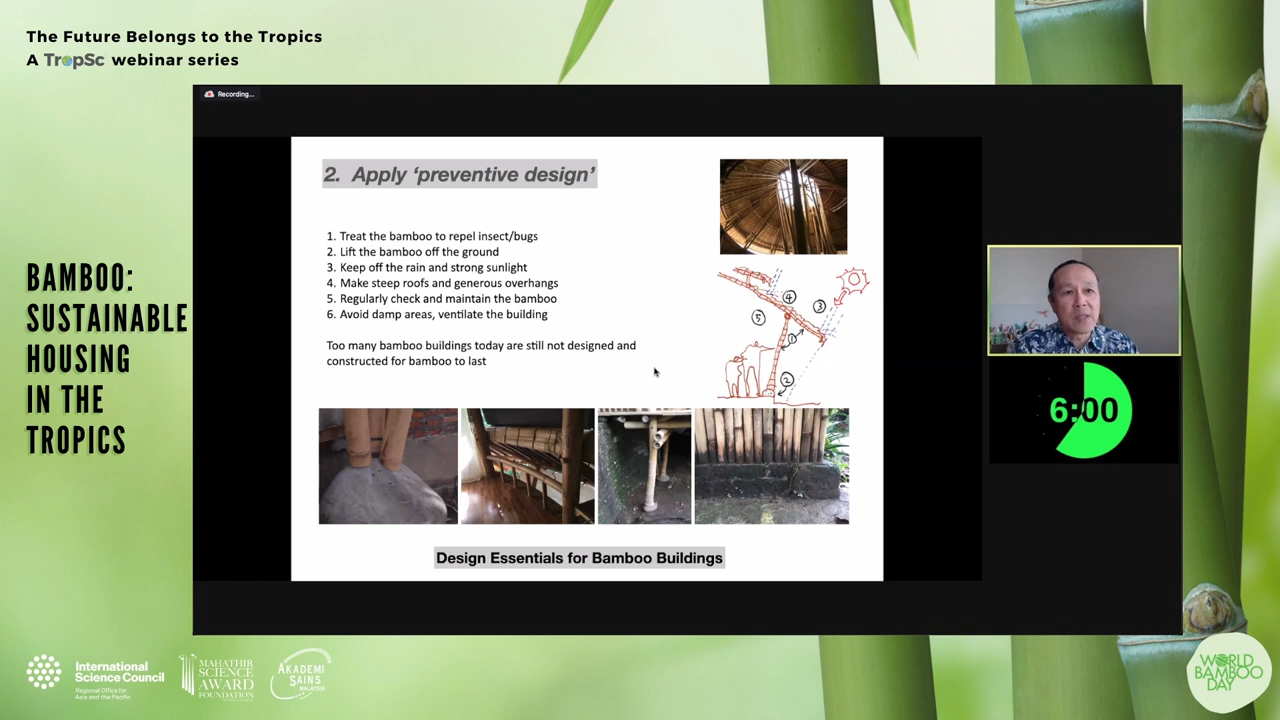 The Future Belongs to the Tropics
A TropSc webinar series
Recording...
BAMBOO:
SUSTAINABLE
HOUSING
IN THE
TROPICS
2. Apply ‘preventive design’
1. Treat the bamboo to repel insect/bugs
2. Lift the bamboo off the ground
3. Keep off the rain and strong sunlight
4. Make steep roofs and generous overhangs
5. Regularly check and maintain the bamboo
6. Avoid damp areas, ventilate the building
Too many bamboo buildings today are still not designed and
constructed for bamboo to last
4
3
5
1
2
Design Essentials for Bamboo Buildings
6:00
International
Science Council
Regional Office for
Asia and the Pacific
MAHATHIR
SCIENCE
AWARD
FOUNDATION
AKADEMI
SAINS
MALAYSIA
WORLD
BAMBOO
DAY